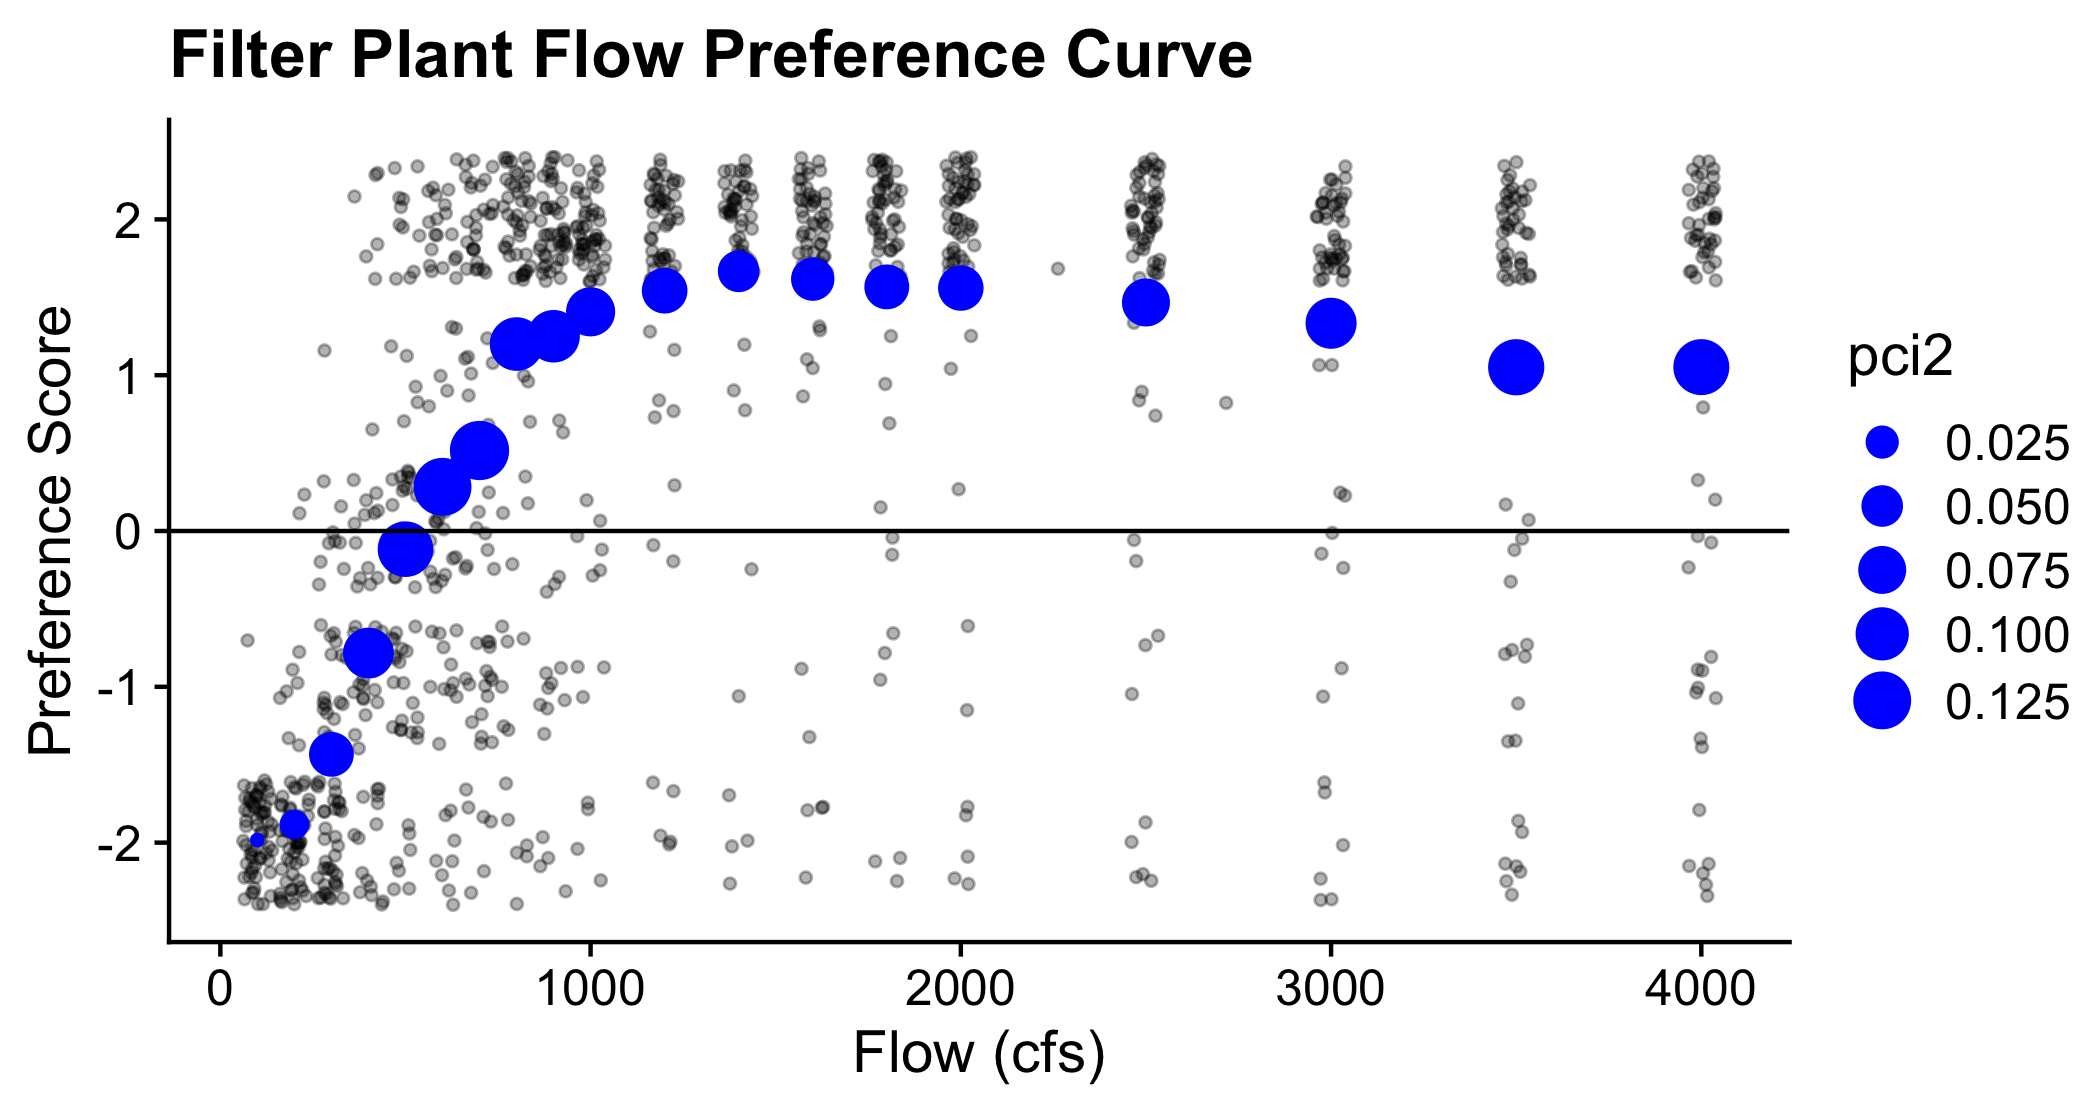 Filter Plant Flow Preference Curve
Preference Score
2
1
0
-1
-2
0 1000 2000 3000 4000
Flow (cfs)
pci2
0.025
0.050
0.075
0.100
0.125